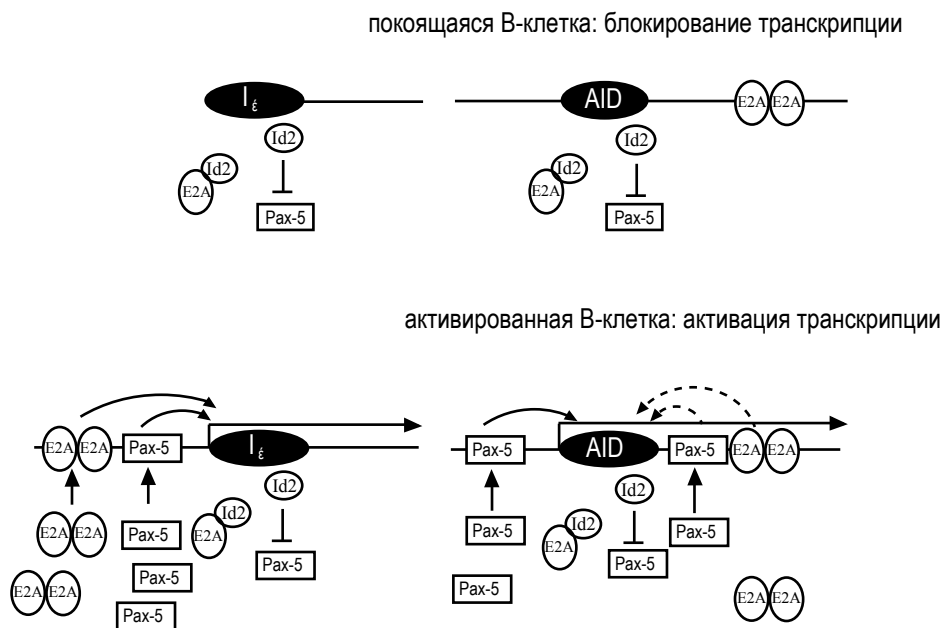 покоящаяся В-клетка: блокирование транскрипции
I έ
AID
E2A E2A
Id2
Id2
Id2
E2A
Pax-5
Id2
E2A
Pax-5
активированная В-клетка: активация транскрипции
E2A E2A
Pax-5
I έ
Pax-5
AID
Pax-5
E2A E2A
Id2
Id2
E2A
E2A E2A
Pax-5
Pax-5
E2A E2A
Pax-5
Pax-5
Id2
Pax-5
Id2
E2A
Pax-5
Pax-5
Pax-5
E2A E2A